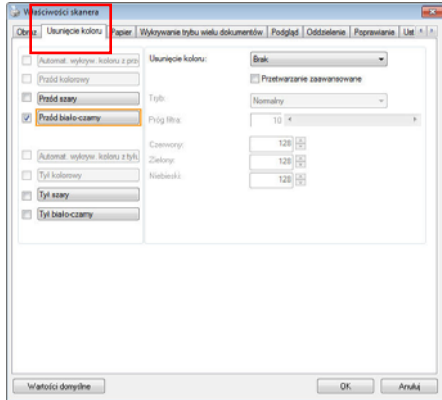 Właściwości skanera
Obraz Usunięcie koloru Papier Wykrywanie trybu wielu dokumentów Podgląd Oddzielenie Poprawianie Ust
Automat. wykryw. koloru z prz
Przód kolorowy
Przód szary
Przód biało-czarny
Automat. wykryw. koloru z tyłu
Tył kolorowy
Tył szary
Tył biało-czarny
Usunięcie koloru: Brak
Przetwarzanie zaawansowane
Tryb: Normalny
Próg filtra: 10
Czerwony: 128
Zielony: 128
Niebieski: 128
Wartości domyślne OK Anuluj